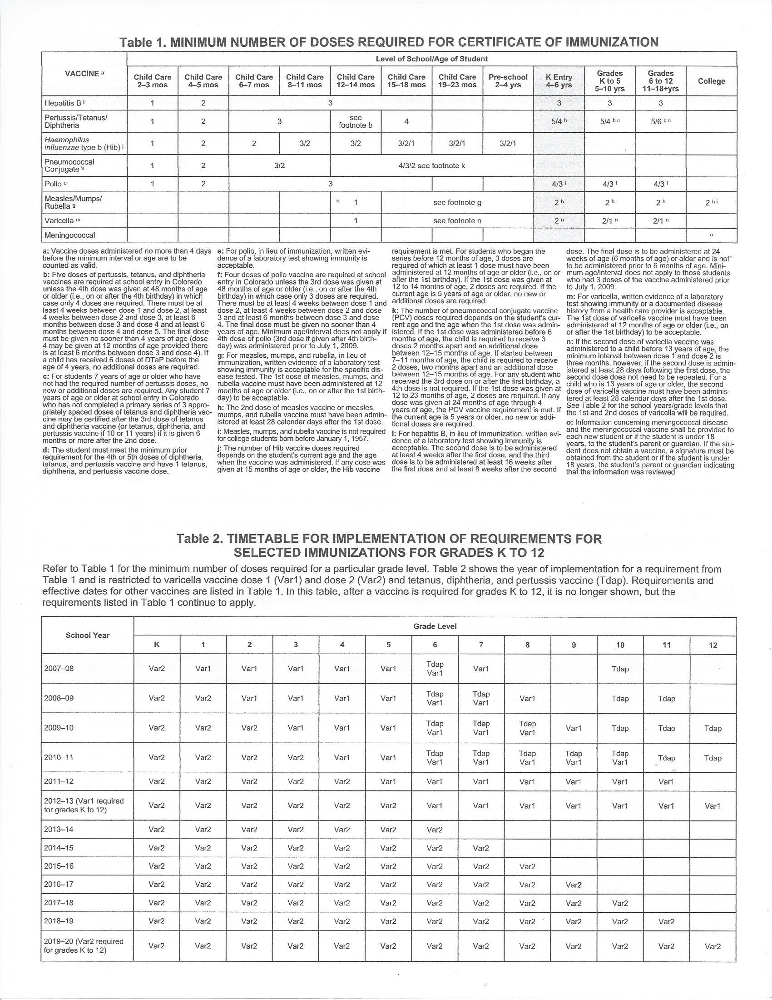 Table 1. MINIMUM NUMBER OF DOSES REQUIRED FOR CERTIFICATE OF IMMUNIZATION
VACCINE a
Level of School/Age of Student
Child Care 2–3 mos Child Care 4–5 mos Child Care 6–7 mos Child Care 8–11 mos Child Care 12–14 mos Child Care 15–18 mos Child Care 19–23 mos Pre-school 2–4 yrs K Entry 4–6 yrs Grades K to 5 5–10 yrs Grades 6 to 12 11–18+yrs College
Hepatitis B l 1 2 3 3 3 3
Pertussis/Tetanus/ Diphtheria 1 2 3 see footnote b 4 5/4 b 5/4 b c 5/6 c d
Haemophilus influenzae type b (Hib) j 1 2 2 3/2 3/2 3/2/1 3/2/1 3/2/1
Pneumococcal Conjugate k 1 2 3/2 4/3/2 see footnote k
Polio e 1 2 3 4/3 f 4/3 f 4/3 f
Measles/Mumps/ Rubella g 1 see footnote g 2 h 2 h 2 h 2 h i
Varicella m 1 see footnote n 2 n 2/1 n 2/1 n
Meningococcal o
a: Vaccine doses administered no more than 4 days
before the minimum interval or age are to be
counted as valid.
b: Five doses of pertussis, tetanus, and diphtheria
vaccines are required at school entry in Colorado
unless the 4th dose was given at 48 months of age
or older (i.e., on or after the 4th birthday) in which
case only 4 doses are required. There must be at
least 4 weeks between dose 1 and dose 2, at least
4 weeks between dose 2 and dose 3, at least 6
months between dose 3 and dose 4 and at least 6
months between dose 4 and dose 5. The final dose
must be given no sooner than 4 years of age (dose
4 may be given at 12 months of age provided there
is at least 6 months between dose 3 and dose 4). If
a child has received 6 doses of DTaP before the
age of 4 years, no additional doses are required.
c: For students 7 years of age or older who have
not had the required number of pertussis doses, no
new or additional doses are required. Any student 7
years of age or older at school entry in Colorado
who has not completed a primary series of 3 appro-
priately spaced doses of tetanus and diphtheria vac-
cine may be certified after the 3rd dose of tetanus
and diphtheria vaccine (or tetanus, diphtheria, and
pertussis vaccine if 10 or 11 years) if it is given 6
months or more after the 2nd dose.
d: The student must meet the minimum prior
requirement for the 4th or 5th doses of diphtheria,
tetanus, and pertussis vaccine and have 1 tetanus,
diphtheria, and pertussis vaccine dose.
e: For polio, in lieu of immunization, written evi-
dence of a laboratory test showing immunity is
acceptable.
f: Four doses of polio vaccine are required at school
entry in Colorado unless the 3rd dose was given at
48 months of age or older (i.e., on or after the 4th
birthday) in which case only 3 doses are required.
There must be at least 4 weeks between dose 1 and
dose 2, at least 4 weeks between dose 2 and dose
3 and at least 6 months between dose 3 and dose
4. The final dose must be given no sooner than 4
years of age. Minimum age/interval does not apply if
4th dose of polio (3rd dose if given after 4th birth-
day) was administered prior to July 1, 2009.
g: For measles, mumps, and rubella, in lieu of
immunization, written evidence of a laboratory test
showing immunity is acceptable for the specific dis-
ease tested. The 1st dose of measles, mumps, and
rubella vaccine must have been administered at 12
months of age or older (i.e., on or after the 1st birth-
day) to be acceptable.
h: The 2nd dose of measles vaccine or measles,
mumps, and rubella vaccine must have been admin-
istered at least 28 calendar days after the 1st dose.
i: Measles, mumps, and rubella vaccine is not required
for college students born before January 1, 1957.
j: The number of Hib vaccine doses required
depends on the student's current age and the age
when the vaccine was administered. If any dose was
given at 15 months of age or older, the Hib vaccine
requirement is met. For students who began the
series before 12 months of age, 3 doses are
required of which at least 1 dose must have been
administered at 12 months of age or older (i.e., on or
after the 1st birthday). If the 1st dose was given at
12 to 14 months of age, 2 doses are required. If the
current age is 5 years of age or older, no new or
additional doses are required.
k: The number of pneumococcal conjugate vaccine
(PCV) doses required depends on the student's cur-
rent age and the age when the 1st dose was admin-
istered. If the 1st dose was administered before 6
months of age, the child is required to receive 3
doses 2 months apart and an additional dose
between 12–15 months of age. If started between
7–11 months of age, the child is required to receive
2 doses, two months apart and an additional dose
between 12–15 months of age. For any student who
received the 3rd dose on or after the first birthday, a
4th dose is not required. If the 1st dose was given at
12 to 23 months of age, 2 doses are required. If any
dose was given at 24 months of age through 4
years of age, the PCV vaccine requirement is met. If
the current age is 5 years or older, no new or addi-
tional doses are required.
l: For hepatitis B, in lieu of immunization, written evi-
dence of a laboratory test showing immunity is
acceptable. The second dose is to be administered
at least 4 weeks after the first dose, and the third
dose is to be administered at least 16 weeks after
the first dose and at least 8 weeks after the second
dose. The final dose is to be administered at 24
weeks of age (6 months of age) or older and is not
to be administered prior to 6 months of age. Mini-
mum age/interval does not apply to those students
who had 3 doses of the vaccine administered prior
to July 1, 2009.
m: For varicella, written evidence of a laboratory
test showing immunity or a documented disease
history from a health care provider is acceptable.
The 1st dose of varicella vaccine must have been
administered at 12 months of age or older (i.e., on
or after the 1st birthday) to be acceptable.
n: If the second dose of varicella vaccine was
administered to a child before 13 years of age, the
minimum interval between dose 1 and dose 2 is
three months, however, if the second dose is admin-
istered at least 28 days following the first dose, the
second dose does not need to be repeated. For a
child who is 13 years of age or older, the second
dose of varicella vaccine must have been adminis-
tered at least 28 calendar days after the 1st dose.
See Table 2 for the school years/grade levels that
the 1st and 2nd doses of varicella will be required.
o: Information concerning meningococcal disease
and the meningococcal vaccine shall be provided to
each new student or if the student is under 18
years, to the student's parent or guardian. If the stu-
dent does not obtain a vaccine, a signature must be
obtained from the student or if the student is under
18 years, the student's parent or guardian indicating
that the information was reviewed
Table 2. TIMETABLE FOR IMPLEMENTATION OF REQUIREMENTS FOR
SELECTED IMMUNIZATIONS FOR GRADES K TO 12
Refer to Table 1 for the minimum number of doses required for a particular grade level. Table 2 shows the year of implementation for a requirement from
Table 1 and is restricted to varicella vaccine dose 1 (Var1) and dose 2 (Var2) and tetanus, diphtheria, and pertussis vaccine (Tdap). Requirements and
effective dates for other vaccines are listed in Table 1. In this table, after a vaccine is required for grades K to 12, it is no longer shown, but the
requirements listed in Table 1 continue to apply.
School Year
Grade Level
K 1 2 3 4 5 6 7 8 9 10 11 12
2007–08 Var2 Var1 Var1 Var1 Var1 Var1 Tdap Var1 Var1 Tdap
2008–09 Var2 Var2 Var1 Var1 Var1 Var1 Tdap Var1 Tdap Var1 Var1 Tdap Tdap
2009–10 Var2 Var2 Var2 Var1 Var1 Var1 Tdap Var1 Tdap Var1 Tdap Var1 Var1 Tdap Tdap Tdap
2010–11 Var2 Var2 Var2 Var2 Var1 Var1 Tdap Var1 Tdap Var1 Tdap Var1 Tdap Var1 Tdap Var1 Tdap Tdap
2011–12 Var2 Var2 Var2 Var2 Var2 Var1 Var1 Var1 Var1 Var1 Var1 Var1
2012–13 (Var1 required for grades K to 12) Var2 Var2 Var2 Var2 Var2 Var2 Var1 Var1 Var1 Var1 Var1 Var1 Var1
2013–14 Var2 Var2 Var2 Var2 Var2 Var2 Var2
2014–15 Var2 Var2 Var2 Var2 Var2 Var2 Var2 Var2
2015–16 Var2 Var2 Var2 Var2 Var2 Var2 Var2 Var2 Var2
2016–17 Var2 Var2 Var2 Var2 Var2 Var2 Var2 Var2 Var2 Var2
2017–18 Var2 Var2 Var2 Var2 Var2 Var2 Var2 Var2 Var2 Var2 Var2
2018–19 Var2 Var2 Var2 Var2 Var2 Var2 Var2 Var2 Var2 Var2 Var2 Var2
2019–20 (Var2 required for grades K to 12) Var2 Var2 Var2 Var2 Var2 Var2 Var2 Var2 Var2 Var2 Var2 Var2 Var2